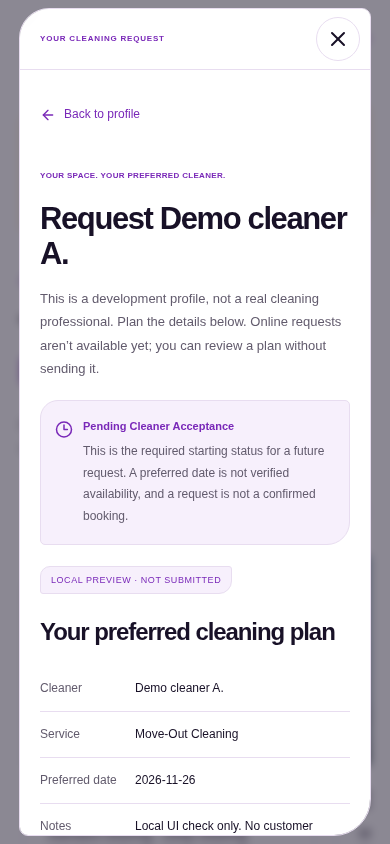 YOUR CLEANING REQUEST
Back to profile
YOUR SPACE. YOUR PREFERRED CLEANER.
Request Demo cleaner
A.
This is a development profile, not a real cleaning
professional. Plan the details below. Online requests
aren’t available yet; you can review a plan without
sending it.
Pending Cleaner Acceptance
This is the required starting status for a future
request. A preferred date is not verified
availability, and a request is not a confirmed
booking.
LOCAL PREVIEW · NOT SUBMITTED
Your preferred cleaning plan
Cleaner Demo cleaner A.
Service Move-Out Cleaning
Preferred date 2026-11-26
Notes Local UI check only. No customer